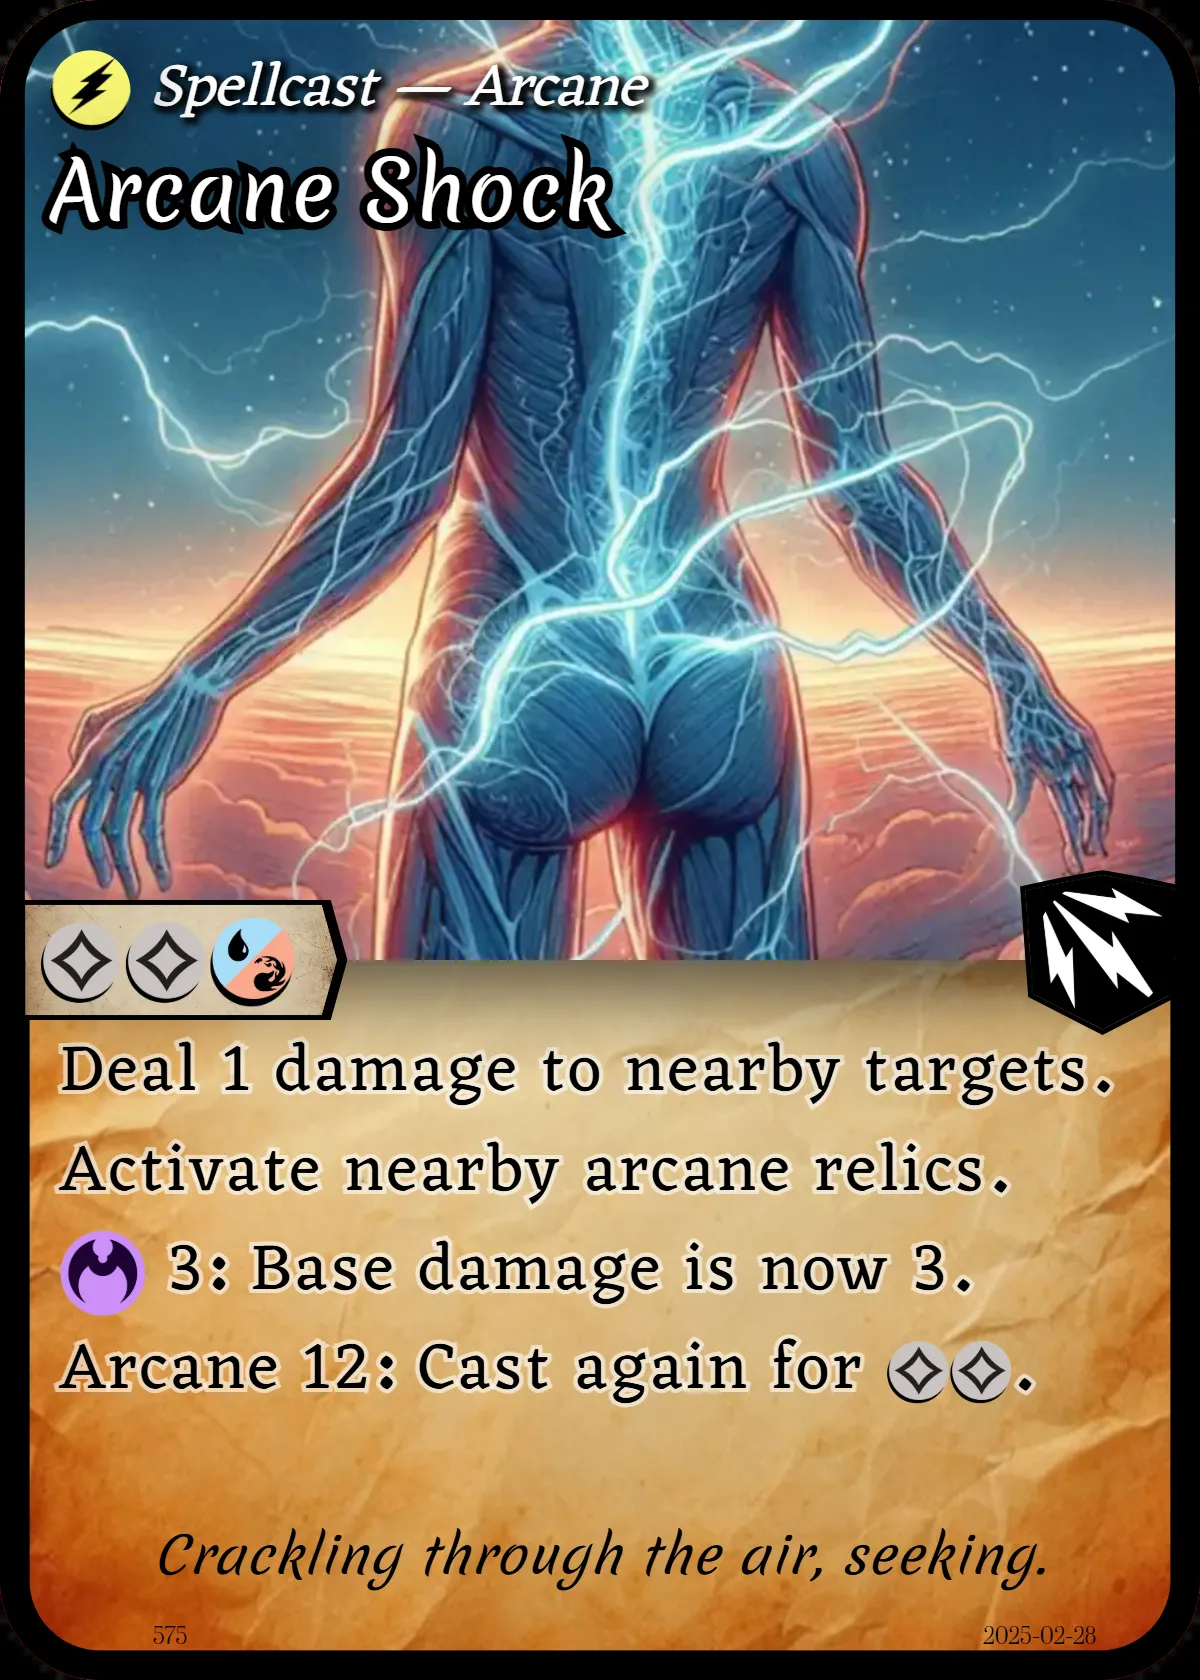 Spellcast — Arcane
Arcane Shock
Deal 1 damage to nearby targets.
Activate nearby arcane relics.
3: Base damage is now 3.
Arcane 12: Cast again for .
Crackling through the air, seeking.
575
2025-02-28